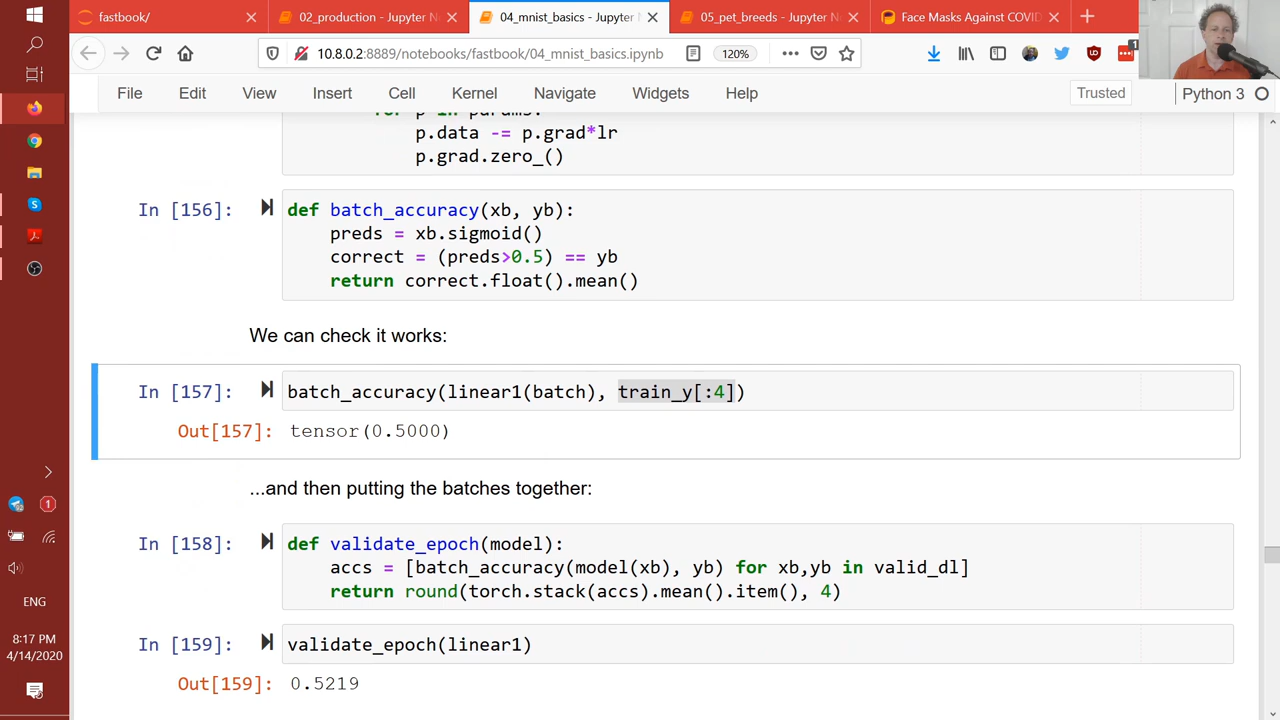 fastbook/
02_production - Jupyter N
04_mnist_basics - Jupyter N
05_pet_breeds - Jupyter N
Face Masks Against COVID
10.8.0.2:8889/notebooks/fastbook/04_mnist_basics.ipynb
120%
1
File Edit View Insert Cell Kernel Navigate Widgets Help
Trusted
Python 3
for p in params:
p.data -= p.grad*lr
p.grad.zero_()
In [156]:
def batch_accuracy(xb, yb):
preds = xb.sigmoid()
correct = (preds>0.5) == yb
return correct.float().mean()
We can check it works:
In [157]:
batch_accuracy(linear1(batch), train_y[:4])
Out[157]: tensor(0.5000)
...and then putting the batches together:
In [158]:
def validate_epoch(model):
accs = [batch_accuracy(model(xb), yb) for xb,yb in valid_dl]
return round(torch.stack(accs).mean().item(), 4)
In [159]:
validate_epoch(linear1)
Out[159]: 0.5219
1
ENG
8:17 PM
4/14/2020